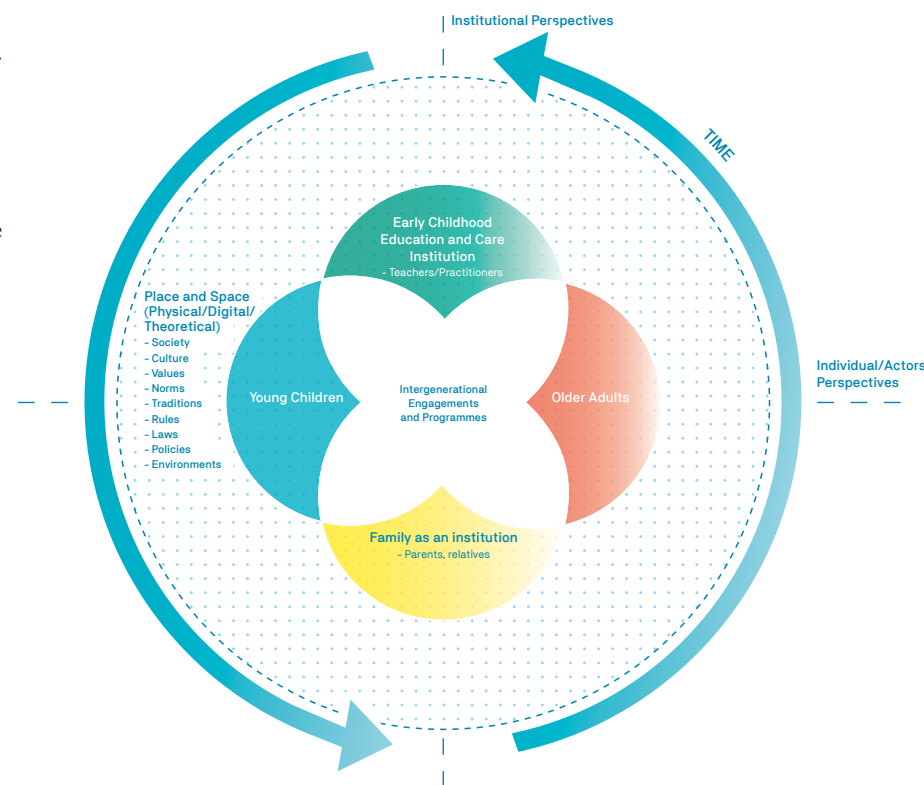 Institutional Perspectives
TIME
Early Childhood
Education and Care
Institution
- Teachers/Practitioners
Place and Space
(Physical/Digital/
Theoretical)
- Society
- Culture
- Values
- Norms
- Traditions
- Rules
- Laws
- Policies
- Environments
Young Children
Intergenerational
Engagements
and Programmes
Older Adults
Individual/Actors
Perspectives
Family as an institution
- Parents, relatives